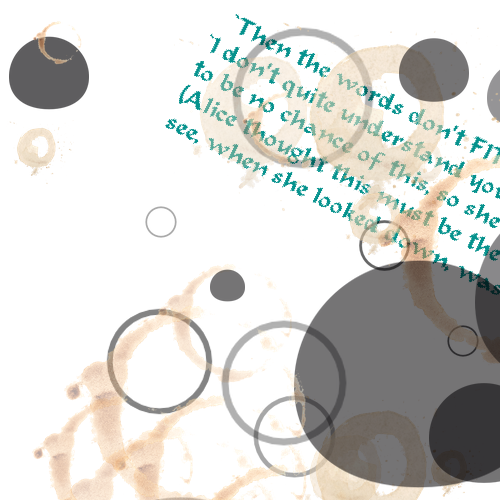 'Then the words don't FIT
'I don't quite understand you
to be no chance of this, so she
(Alice thought this must be the
see, when she looked down, was